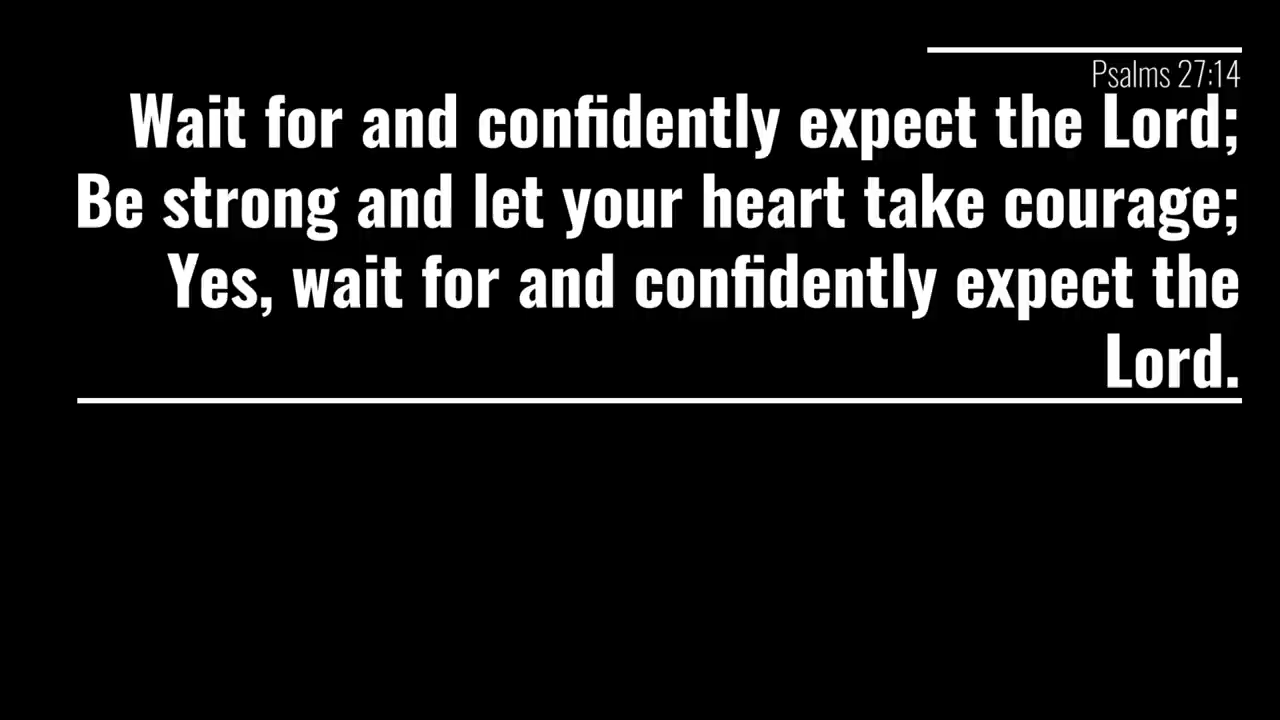 Psalms 27:14
Wait for and confidently expect the Lord;
Be strong and let your heart take courage;
Yes, wait for and confidently expect the
Lord.